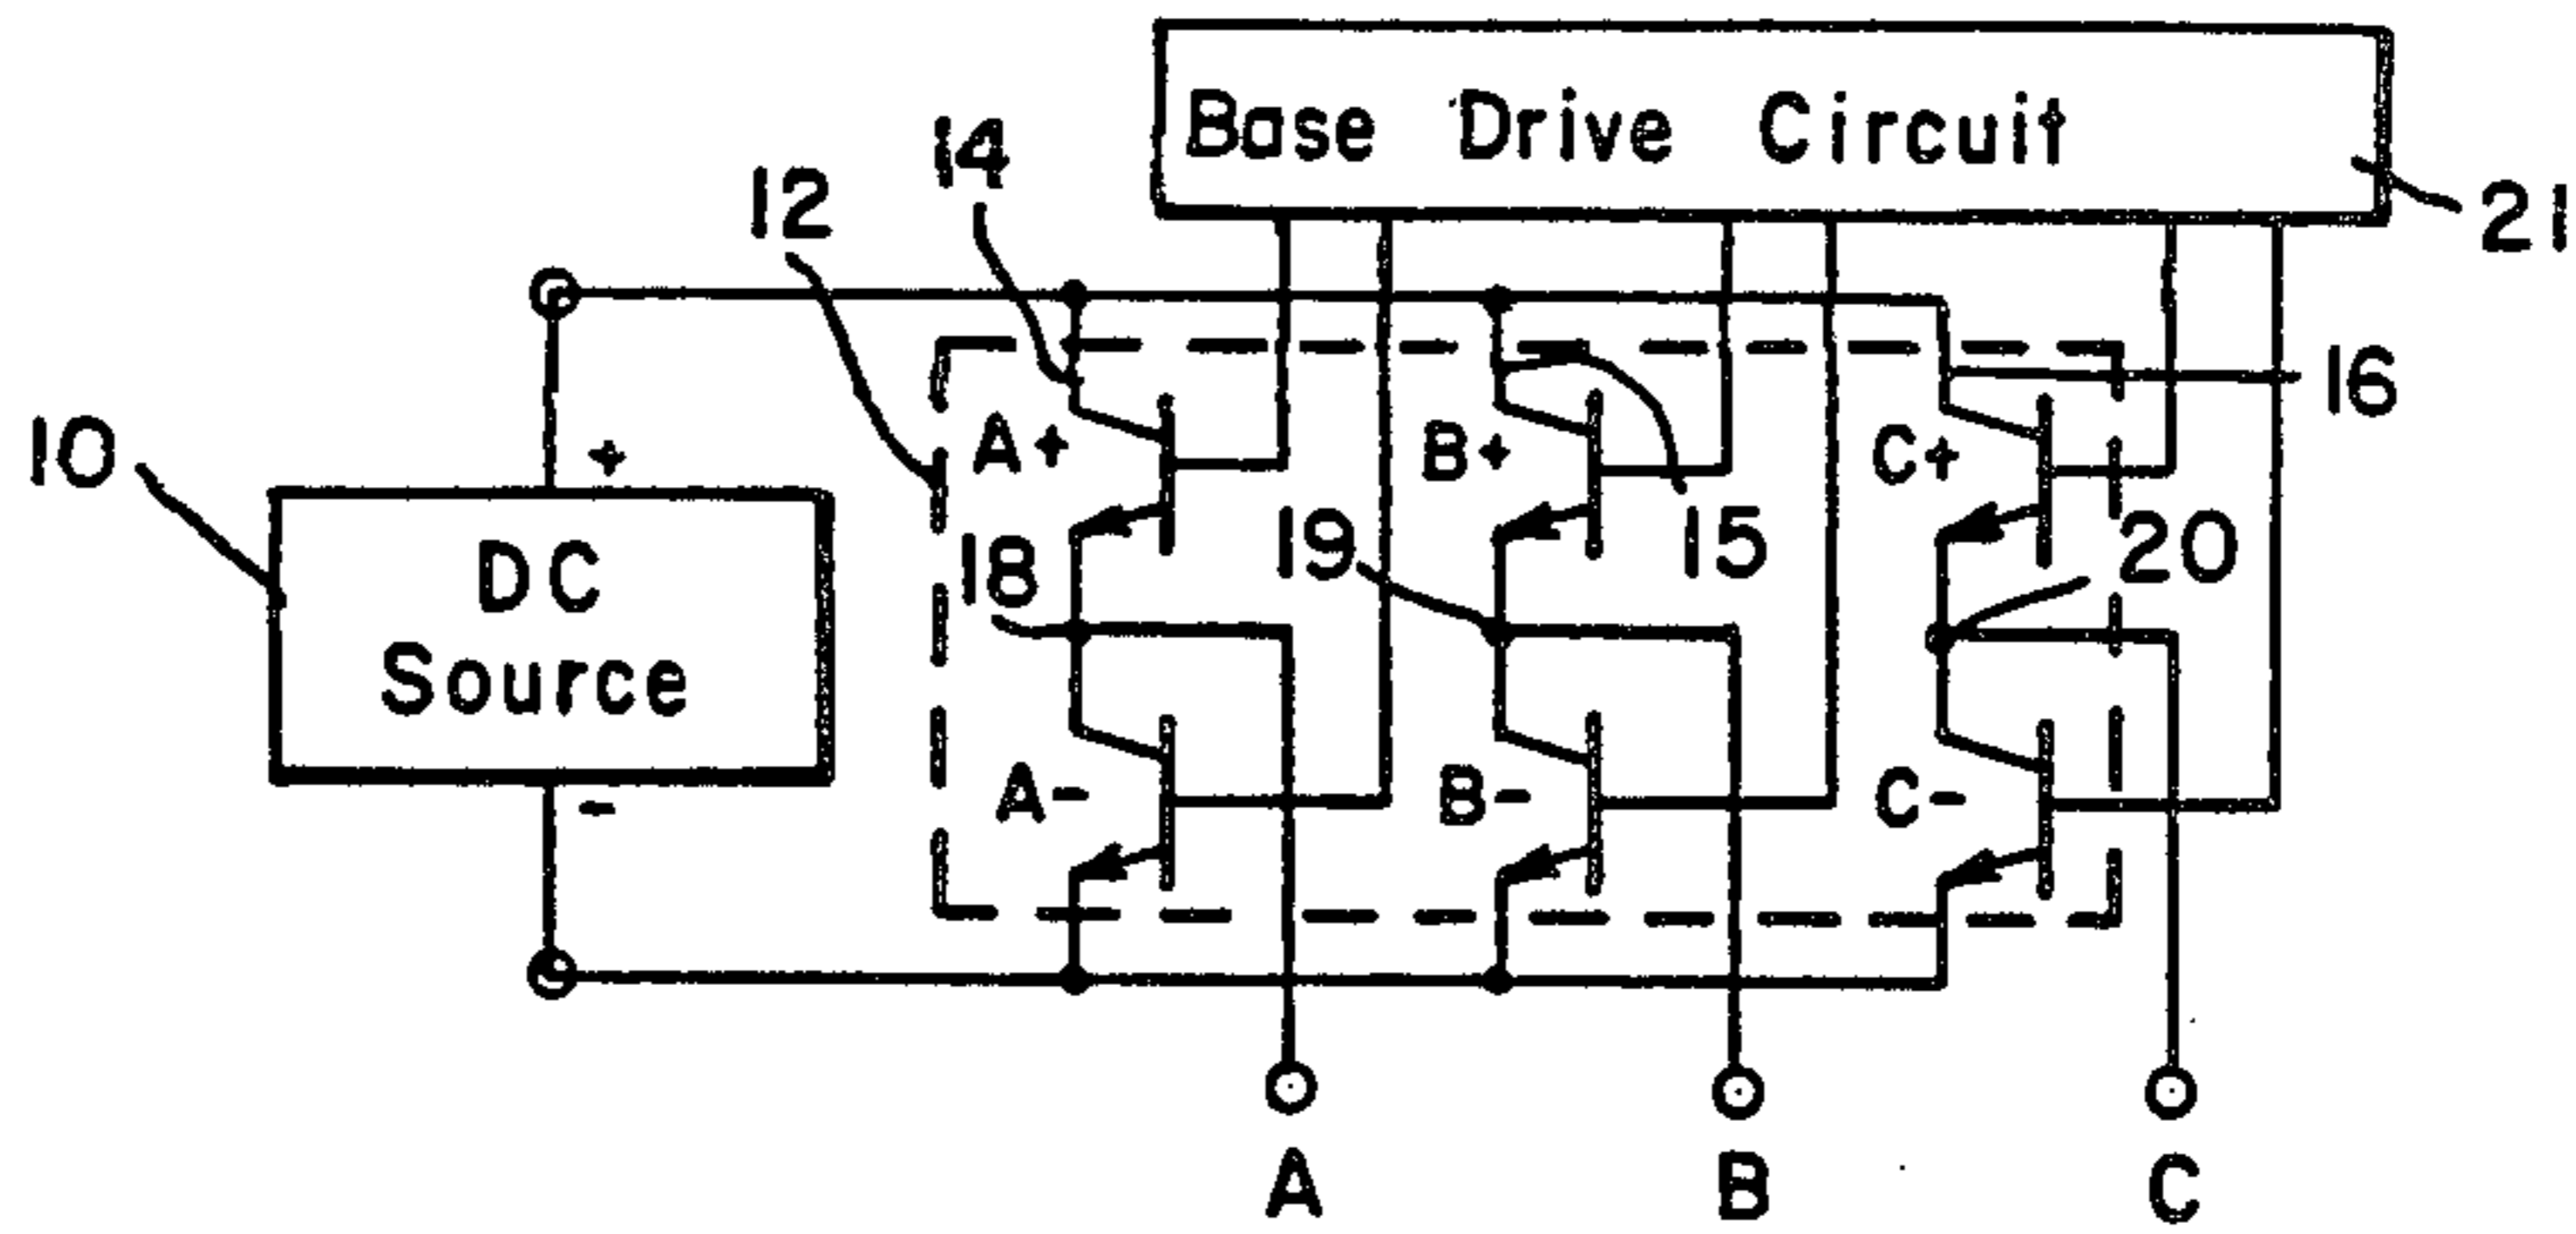 Base Drive Circuit
14
12
21
16
10
+
A+
B+
C+
DC
Source
18
19
15
20
A-
B-
C-
-
A
B
C